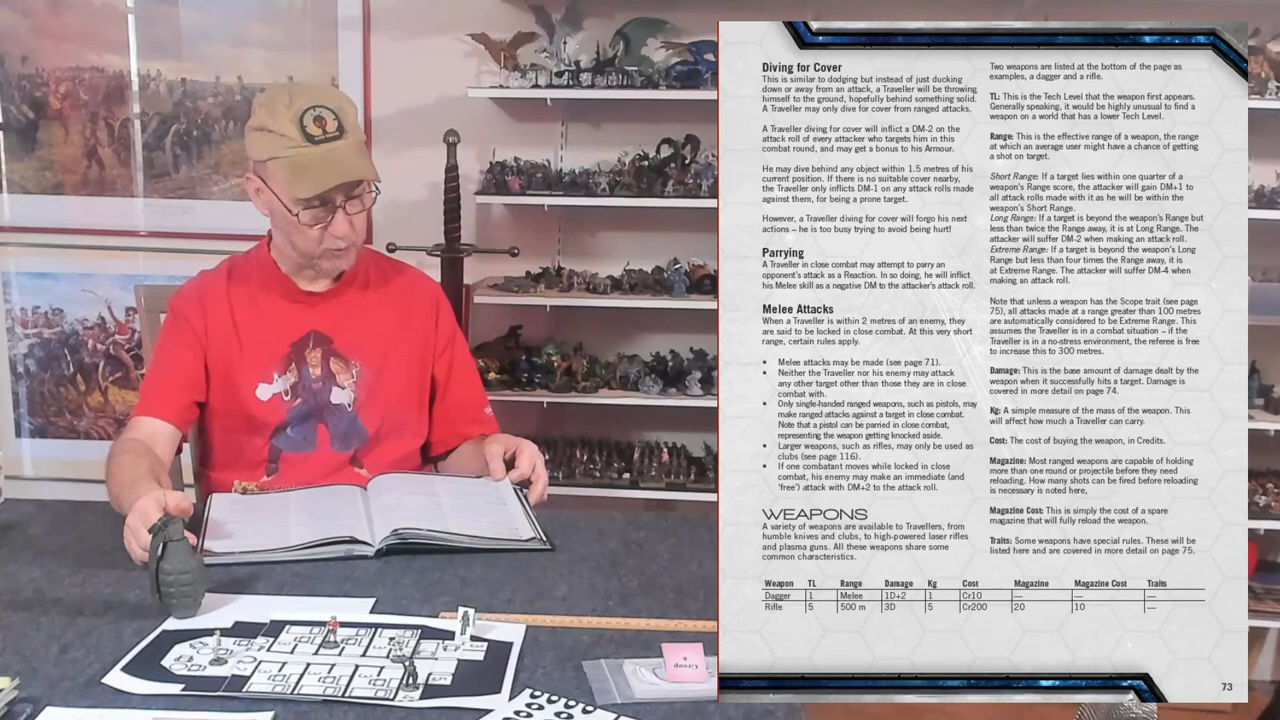 Diving for Cover
This is similar to dodging but instead of just ducking
down or away from an attack, a Traveller will be throwing
himself to the ground, hopefully behind something solid.
A Traveller may only dive for cover from ranged attacks.
A Traveller diving for cover will inflict a DM-2 on the
attack roll of every attacker who targets him in this
combat round, and may get a bonus to his Armour.
He may dive behind any object within 1.5 metres of his
current position. If there is no suitable cover nearby,
the Traveller only inflicts DM-1 on any attack rolls made
against them, for being a prone target.
However, a Traveller diving for cover will forgo his next
actions – he is too busy trying to avoid being hurt!
Parrying
A Traveller in close combat may attempt to parry an
opponent's attack as a Reaction. In so doing, he will inflict
his Melee skill as a negative DM to the attacker's attack roll.
Melee Attacks
When a Traveller is within 2 metres of an enemy, they
are said to be locked in close combat. At this very short
range, certain rules apply.
• Melee attacks may be made (see page 71).
• Neither the Traveller nor his enemy may attack
any other target other than those they are in close
combat with.
• Only single-handed ranged weapons, such as pistols, may
make ranged attacks against a target in close combat.
Note that a pistol can be parried in close combat,
representing the weapon getting knocked aside.
• Larger weapons, such as rifles, may only be used as
clubs (see page 116).
• If one combatant moves while locked in close
combat, his enemy may make an immediate (and
'free') attack with DM+2 to the attack roll.
WEAPONS
A variety of weapons are available to Travellers, from
humble knives and clubs, to high-powered laser rifles
and plasma guns. All these weapons share some
common characteristics.
Two weapons are listed at the bottom of the page as
examples, a dagger and a rifle.
TL: This is the Tech Level that the weapon first appears.
Generally speaking, it would be highly unusual to find a
weapon on a world that has a lower Tech Level.
Range: This is the effective range of a weapon, the range
at which an average user might have a chance of getting
a shot on target.
Short Range: If a target lies within one quarter of a
weapon's Range score, the attacker will gain DM+1 to
all attack rolls made with it as he will be within the
weapon's Short Range.
Long Range: If a target is beyond the weapon's Range but
less than twice the Range away, it is at Long Range. The
attacker will suffer DM-2 when making an attack roll.
Extreme Range: If a target is beyond the weapon's Long
Range but less than four times the Range away, it is
at Extreme Range. The attacker will suffer DM-4 when
making an attack roll.
Note that unless a weapon has the Scope trait (see page
75), all attacks made at a range greater than 100 metres
are automatically considered to be Extreme Range. This
assumes the Traveller is in a combat situation – if the
Traveller is in a no-stress environment, the referee is free
to increase this to 300 metres.
Damage: This is the base amount of damage dealt by the
weapon when it successfully hits a target. Damage is
covered in more detail on page 74.
Kg: A simple measure of the mass of the weapon. This
will affect how much a Traveller can carry.
Cost: The cost of buying the weapon, in Credits.
Magazine: Most ranged weapons are capable of holding
more than one round or projectile before they need
reloading. How many shots can be fired before reloading
is necessary is noted here,
Magazine Cost: This is simply the cost of a spare
magazine that will fully reload the weapon.
Traits: Some weapons have special rules. These will be
listed here and are covered in more detail on page 75.
Weapon TL Range Damage Kg Cost Magazine Magazine Cost Traits
Dagger 1 Melee 1D+2 1 Cr10 — — —
Rifle 5 500 m 3D 5 Cr200 20 10 —
73
Group
6